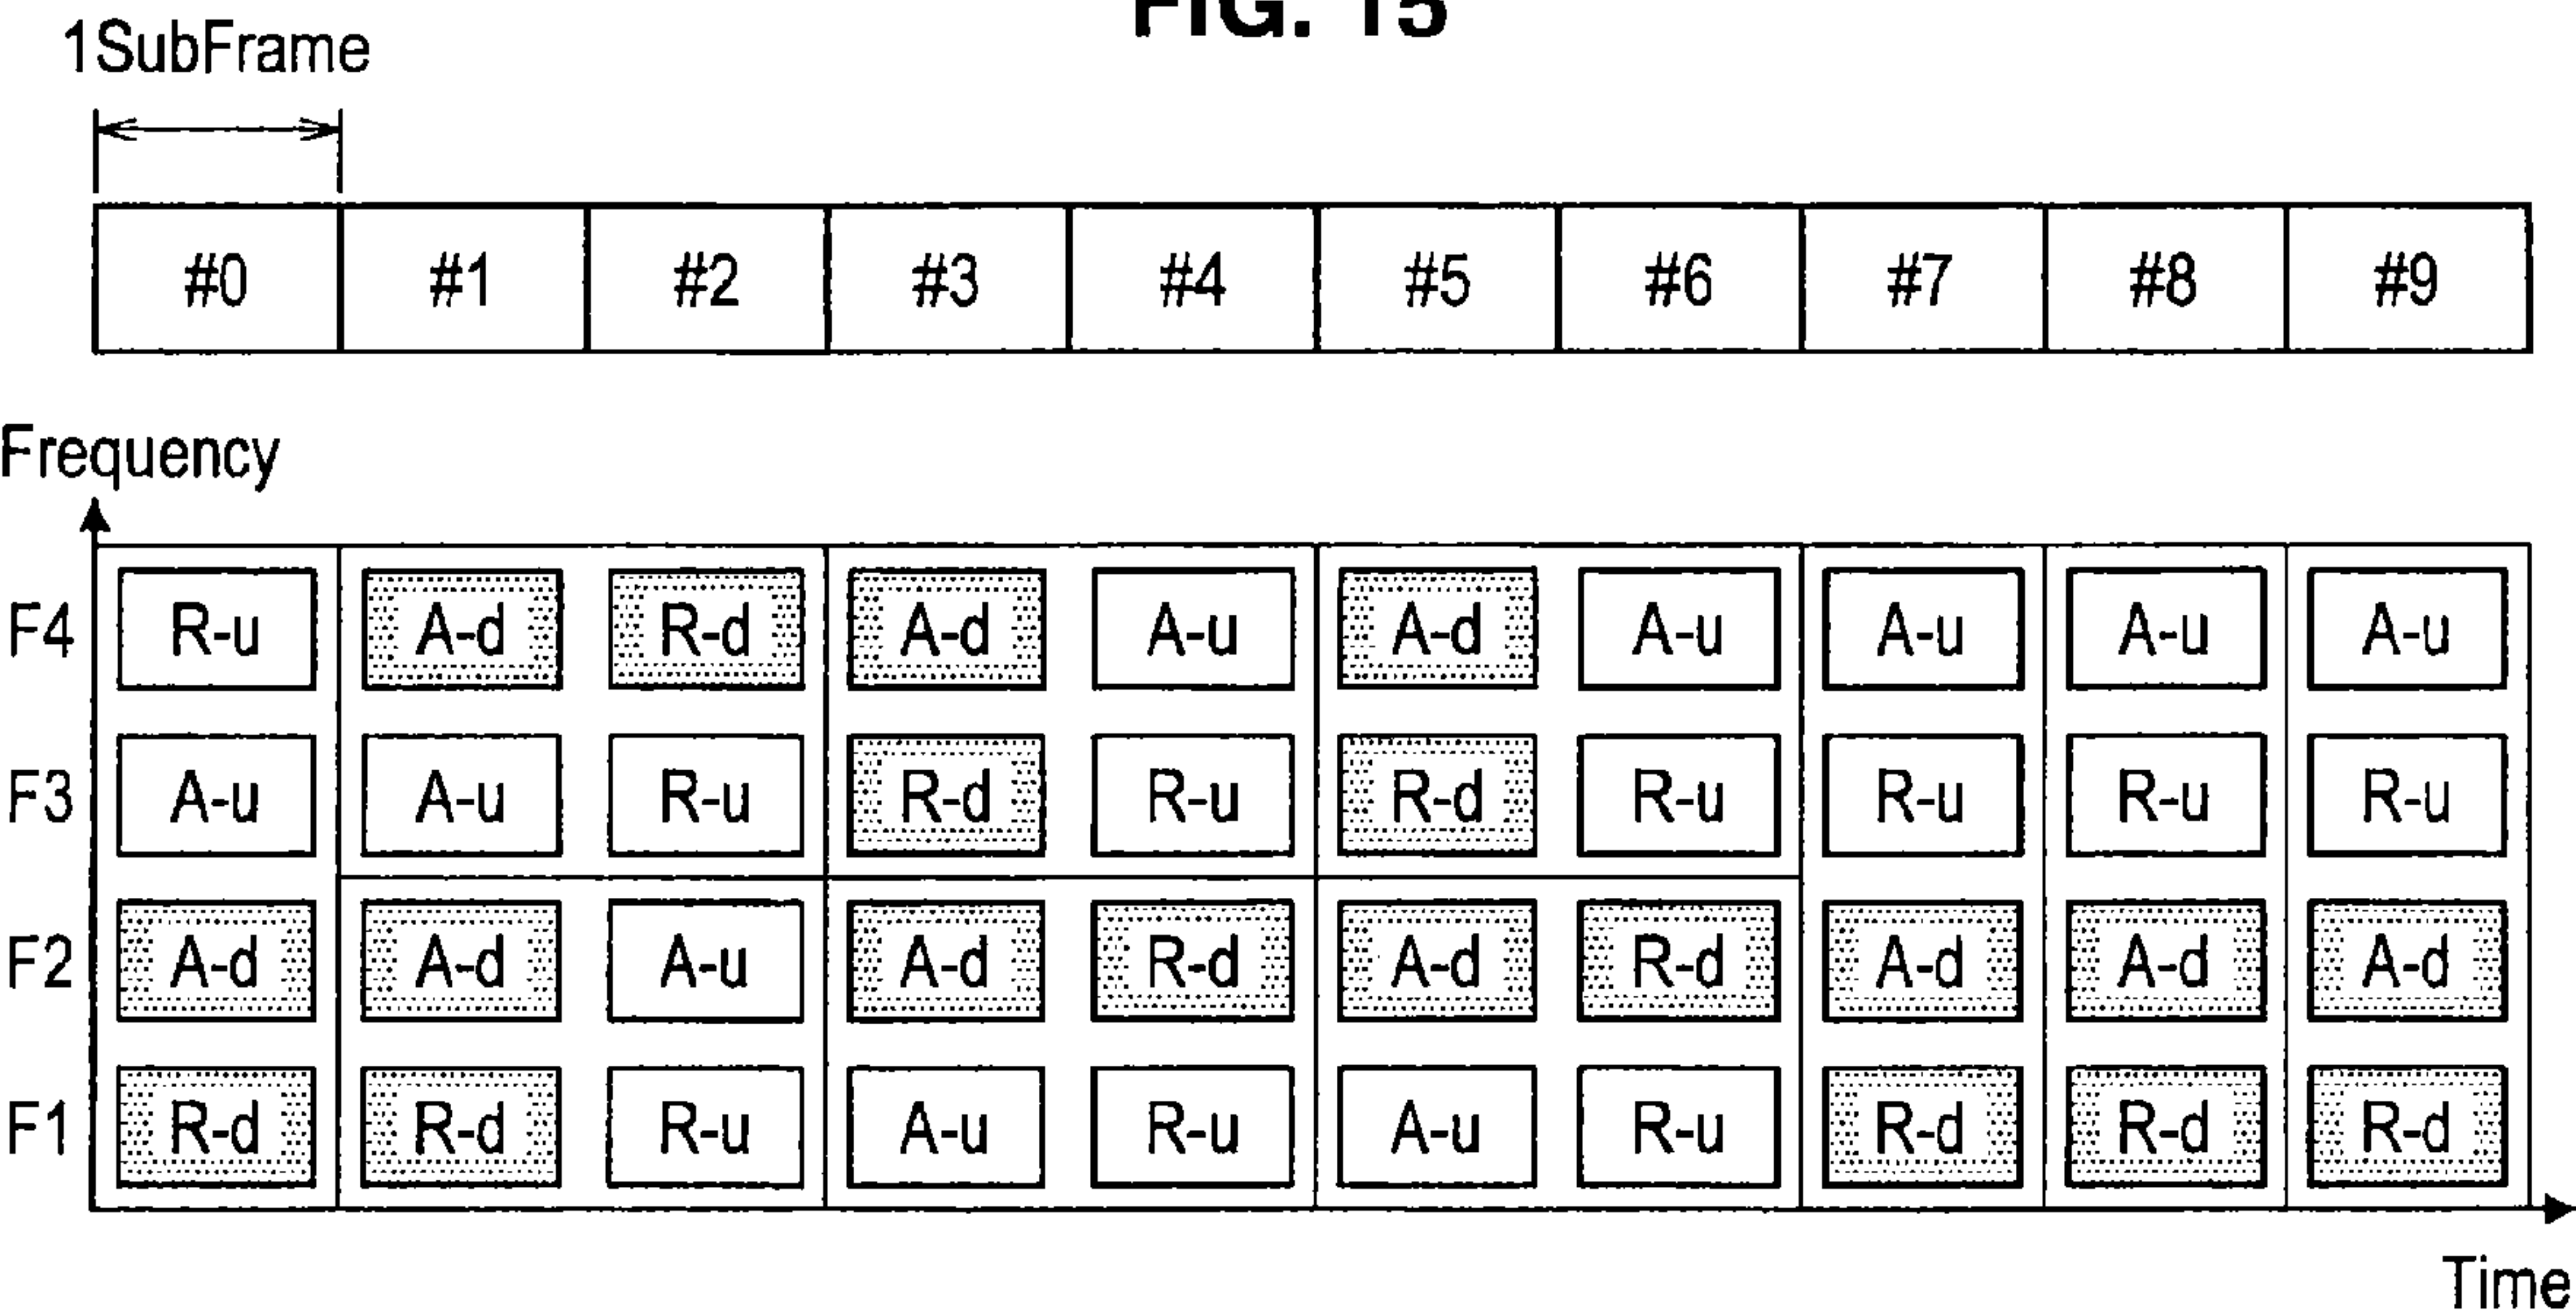 FIG. 15
1SubFrame
#0 #1 #2 #3 #4 #5 #6 #7 #8 #9
Frequency
F4 R-u A-d R-d A-d A-u A-d A-u A-u A-u A-u
F3 A-u A-u R-u R-d R-u R-d R-u R-u R-u R-u
F2 A-d A-d A-u A-d R-d A-d R-d A-d A-d A-d
F1 R-d R-d R-u A-u R-u A-u R-u R-d R-d R-d
Time